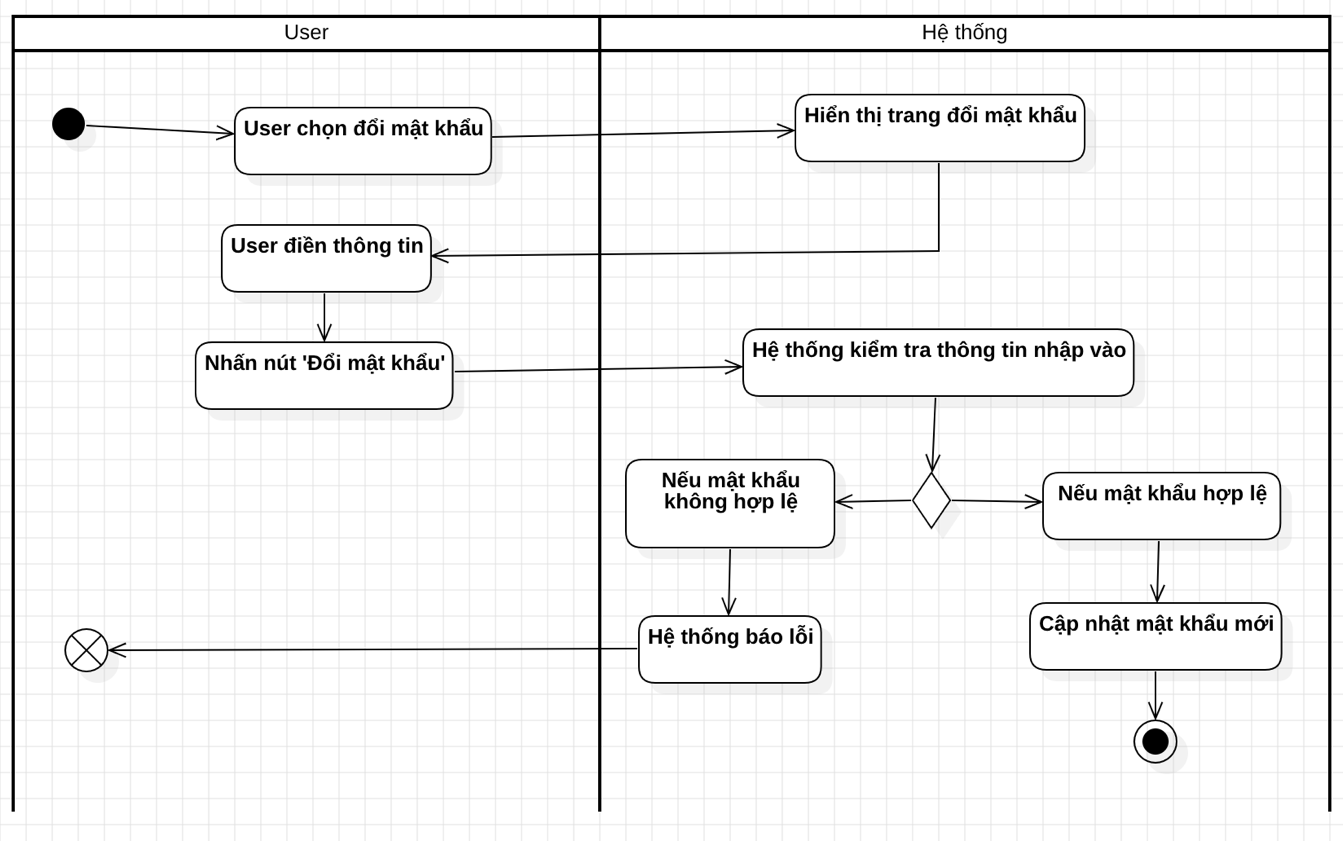 User
Hệ thống
User chọn đổi mật khẩu
Hiển thị trang đổi mật khẩu
User điền thông tin
Nhấn nút 'Đổi mật khẩu'
Hệ thống kiểm tra thông tin nhập vào
Nếu mật khẩu
không hợp lệ
Nếu mật khẩu hợp lệ
Hệ thống báo lỗi
Cập nhật mật khẩu mới